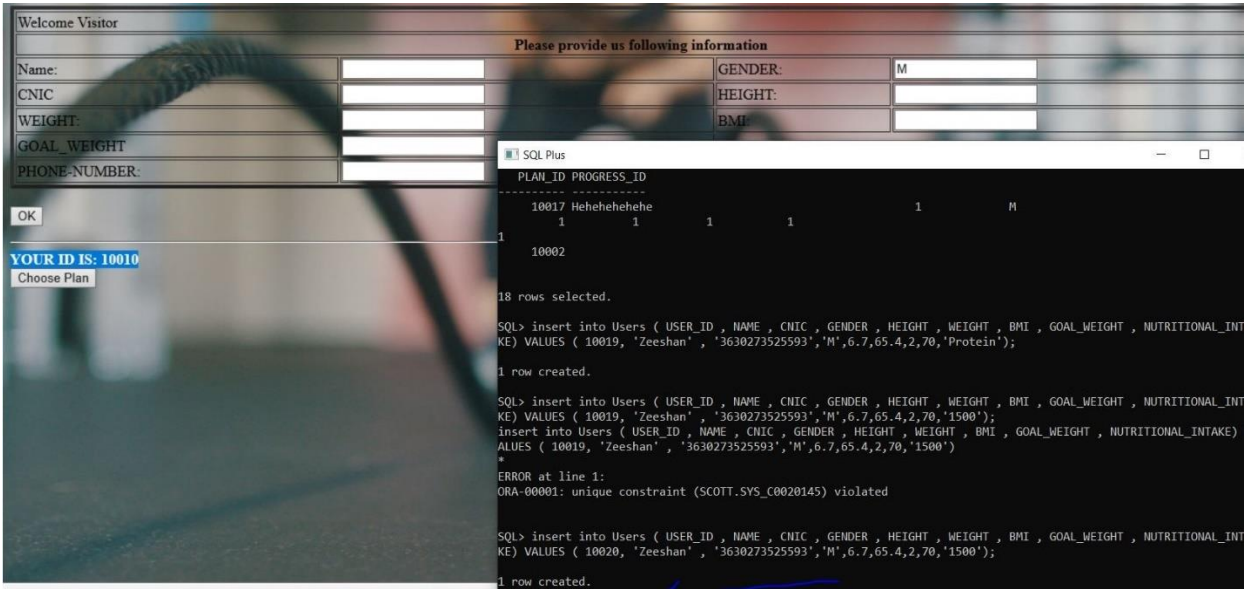 Welcome Visitor
Please provide us following information
Name: GENDER: M
CNIC HEIGHT:
WEIGHT: BMI:
GOAL_WEIGHT
PHONE-NUMBER:
OK
YOUR ID IS: 10010
Choose Plan
SQL Plus
PLAN_ID PROGRESS_ID
---------- -----------
10017 Hehehehehehe 1 M
1 1 1 1
1
10002
18 rows selected.
SQL> insert into Users ( USER_ID , NAME , CNIC , GENDER , HEIGHT , WEIGHT , BMI , GOAL_WEIGHT , NUTRITIONAL_INT
KE) VALUES ( 10019, 'Zeeshan' , '3630273525593','M',6.7,65.4,2,70,'Protein');
1 row created.
SQL> insert into Users ( USER_ID , NAME , CNIC , GENDER , HEIGHT , WEIGHT , BMI , GOAL_WEIGHT , NUTRITIONAL_INT
KE) VALUES ( 10019, 'Zeeshan' , '3630273525593','M',6.7,65.4,2,70,'1500');
insert into Users ( USER_ID , NAME , CNIC , GENDER , HEIGHT , WEIGHT , BMI , GOAL_WEIGHT , NUTRITIONAL_INTAKE)
ALUES ( 10019, 'Zeeshan' , '3630273525593','M',6.7,65.4,2,70,'1500')
*
ERROR at line 1:
ORA-00001: unique constraint (SCOTT.SYS_C0020145) violated
SQL> insert into Users ( USER_ID , NAME , CNIC , GENDER , HEIGHT , WEIGHT , BMI , GOAL_WEIGHT , NUTRITIONAL_INT
KE) VALUES ( 10020, 'Zeeshan' , '3630273525593','M',6.7,65.4,2,70,'1500');
1 row created.